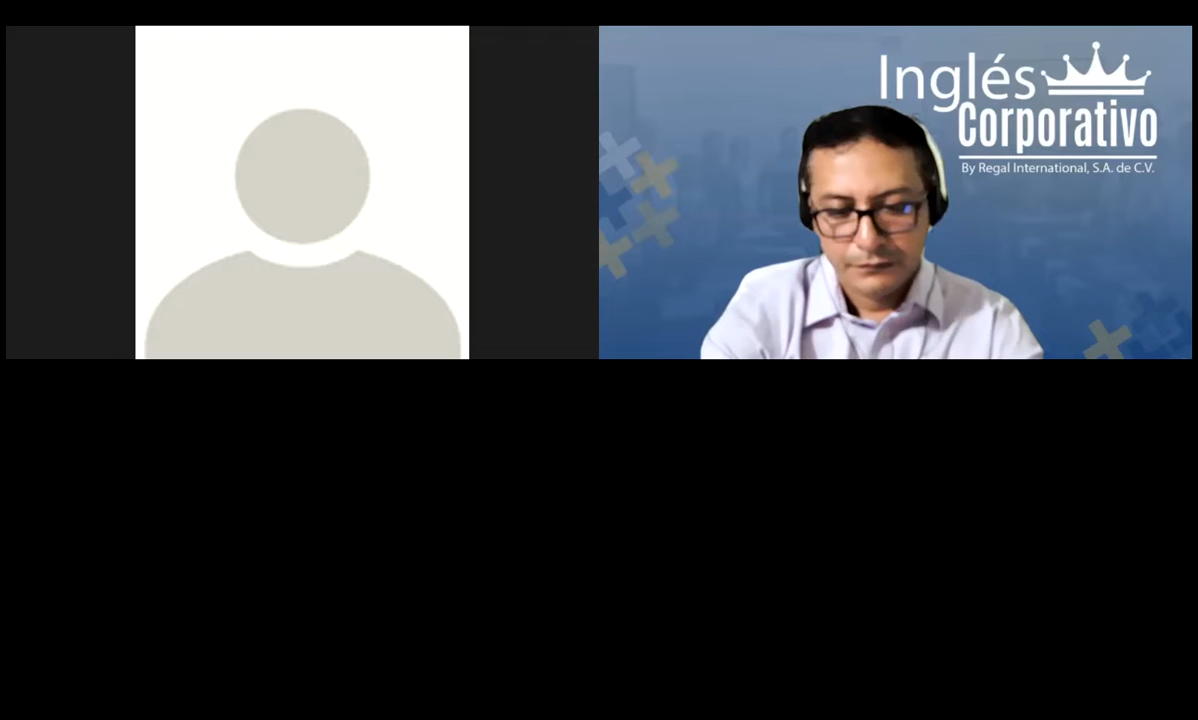 Inglés
Corporativo
By Regal International, S.A. de C.V.